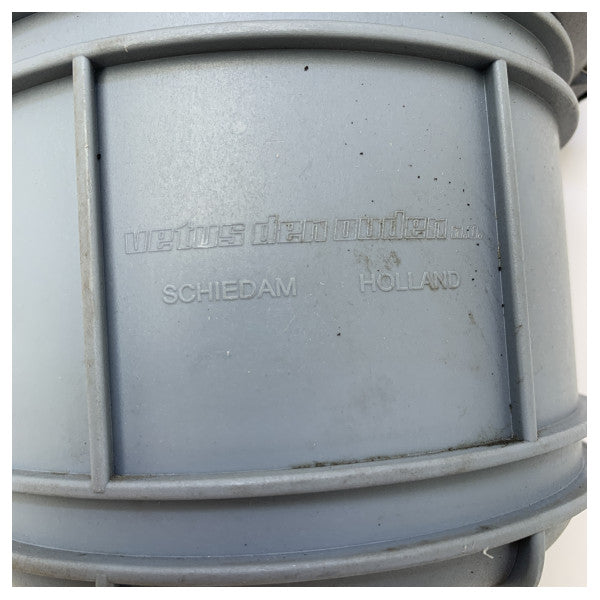 vetus den ouden n.v.
SCHIEDAM HOLLAND